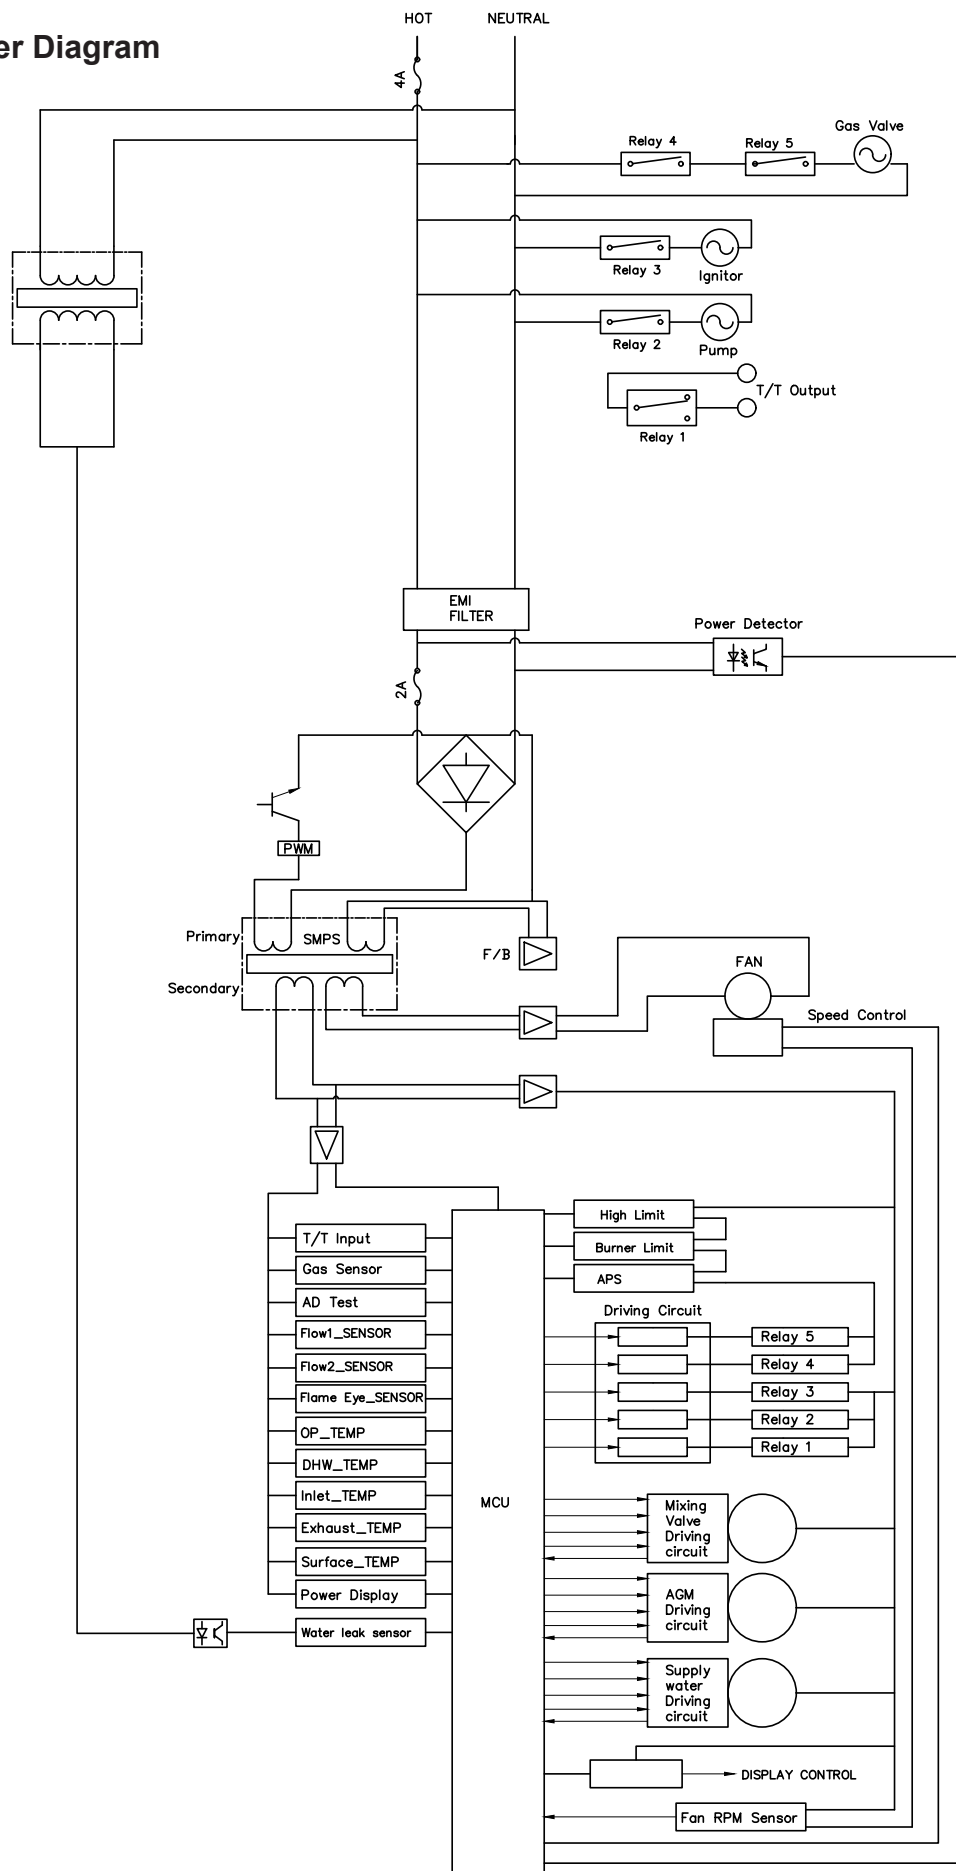 HOT
NEUTRAL
er Diagram
4A
Gas Valve
Relay 4
Relay 5
Relay 3
Ignitor
Relay 2
Pump
T/T Output
Relay 1
EMI
FILTER
Power Detector
2A
PWM
Primary
SMPS
F/B
Secondary
FAN
Speed Control
T/T Input
Gas Sensor
AD Test
Flow1_SENSOR
Flow2_SENSOR
Flame Eye_SENSOR
OP_TEMP
DHW_TEMP
Inlet_TEMP
Exhaust_TEMP
Surface_TEMP
Power Display
Water leak sensor
MCU
High Limit
Burner Limit
APS
Driving Circuit
Relay 5
Relay 4
Relay 3
Relay 2
Relay 1
Mixing
Valve
Driving
circuit
AGM
Driving
circuit
Supply
water
Driving
circuit
DISPLAY CONTROL
Fan RPM Sensor